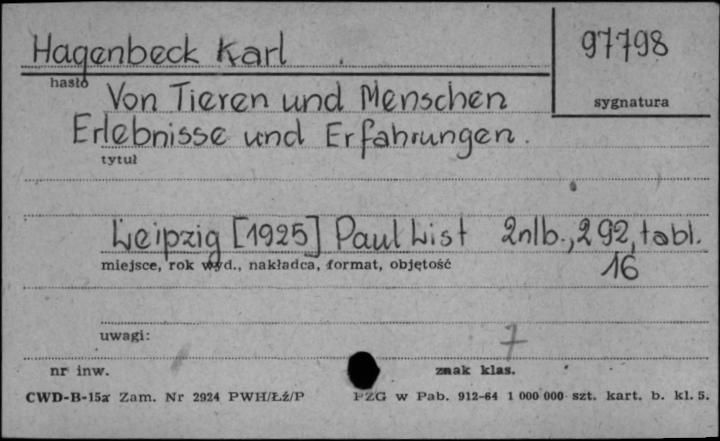 Hagenbeck Karl
97798
hasło
Von Tieren und Menschen
sygnatura
Erlebnisse und Erfahrungen.
tytuł
Leipzig [1925] Paul List 2nlb., 292, tabl.
miejsce, rok wyd., nakładca, format, objętość
16
uwagi:
7
nr inw.
znak klas.
CWD-B-15a Zam. Nr 2924 PWH/Łź/P PZG w Pab. 912-64 1 000 000 szt. kart. b. kl. 5.